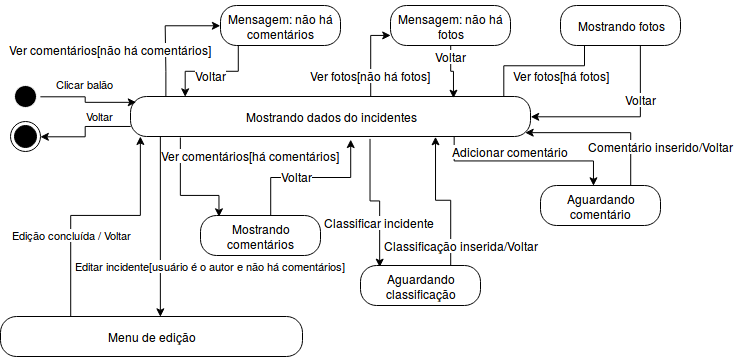 Mensagem: não há
comentários
Mensagem: não há
fotos
Mostrando fotos
Ver comentários[não há comentários]
Voltar
Ver fotos[não há fotos]
Voltar
Ver fotos[há fotos]
Voltar
Clicar balão
Voltar
Mostrando dados do incidentes
Ver comentários[há comentários]
Voltar
Adicionar comentário
Comentário inserido/Voltar
Mostrando
comentários
Classificar incidente
Aguardando
comentário
Edição concluída / Voltar
Classificação inserida/Voltar
Editar incidente[usuário é o autor e não há comentários]
Aguardando
classificação
Menu de edição